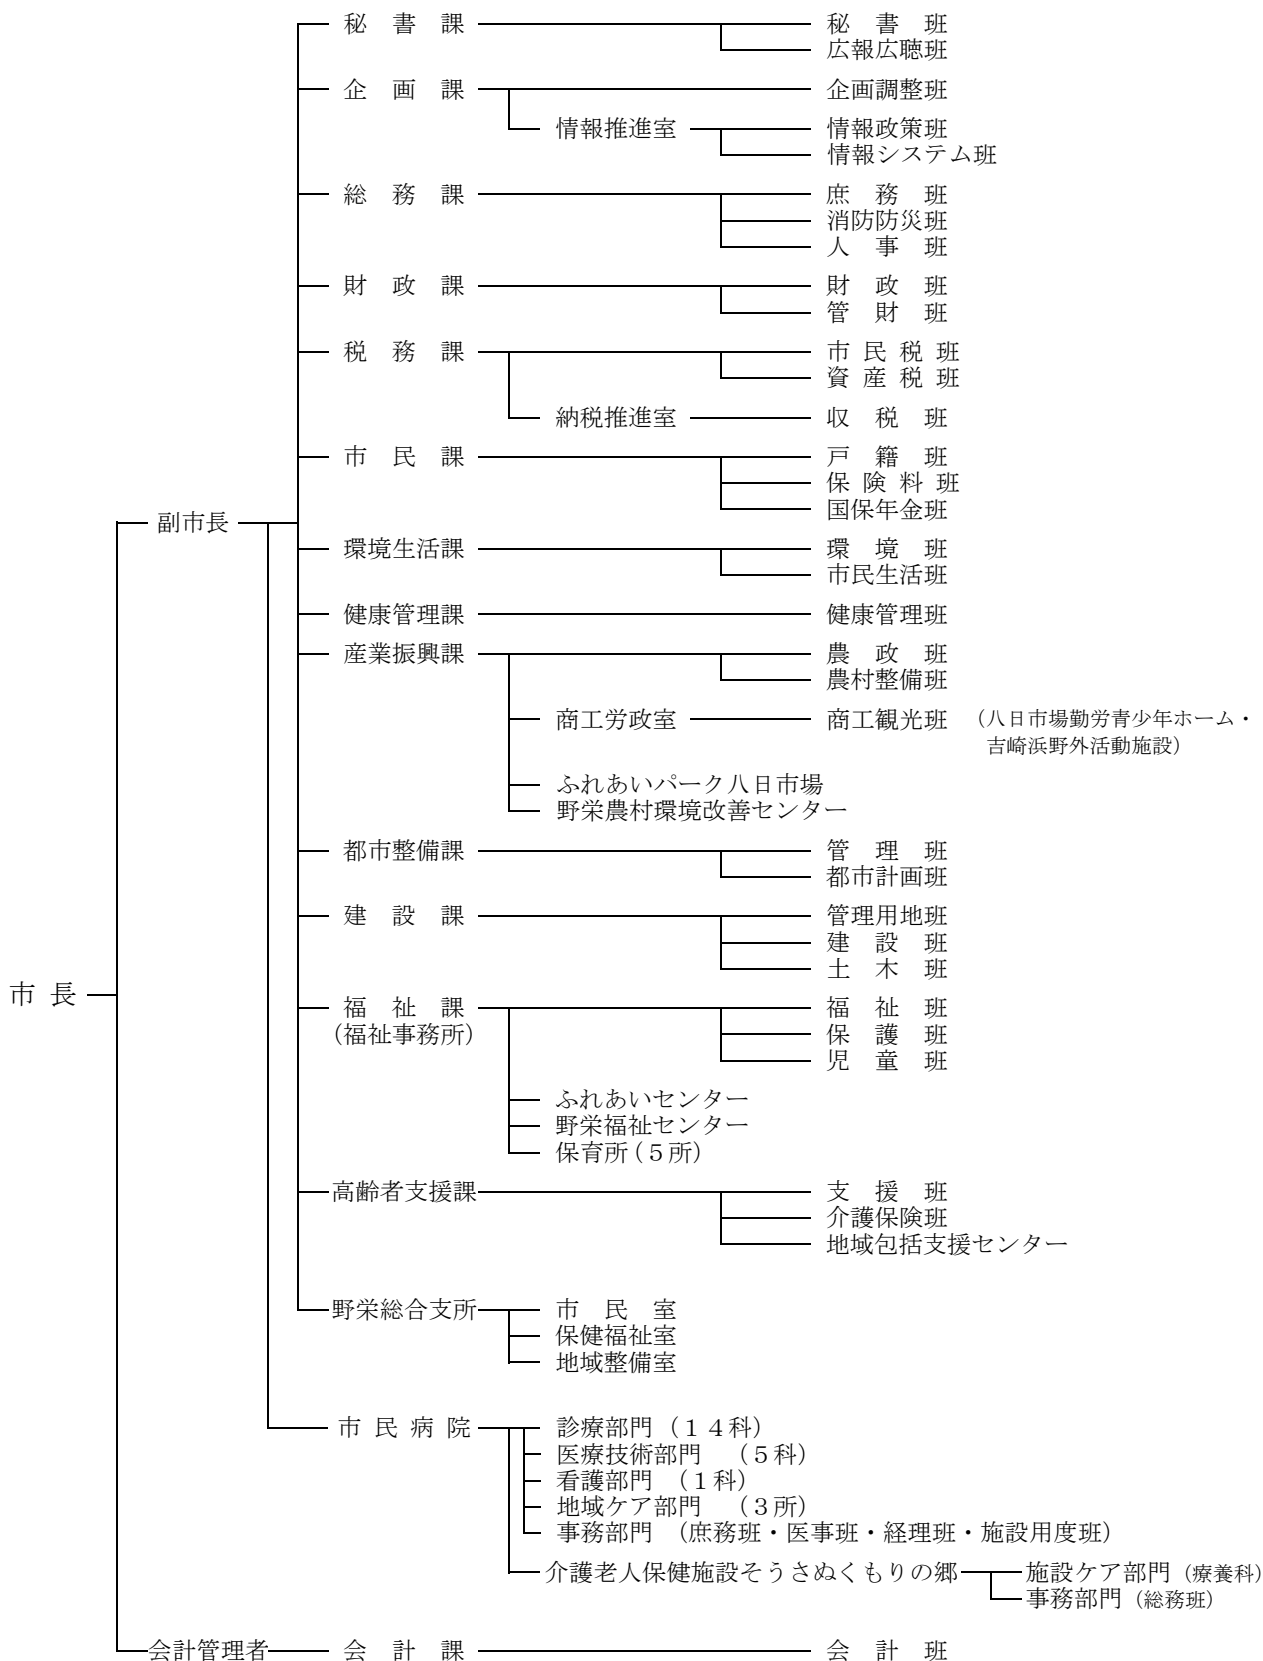 秘　書　課　秘　書　班
広報広聴班
企　画　課　企画調整班
情報推進室　情報政策班
情報システム班
総　務　課　庶　務　班
消防防災班
人　事　班
財　政　課　財　政　班
管　財　班
税　務　課　市 民 税 班
資 産 税 班
納税推進室　収　税　班
市　民　課　戸　籍　班
保 険 料 班
国保年金班
副市長
環境生活課　環　境　班
市民生活班
健康管理課　健康管理班
産業振興課　農　政　班
農村整備班
商工労政室　商工観光班　（八日市場勤労青少年ホーム・
吉崎浜野外活動施設）
ふれあいパーク八日市場
野栄農村環境改善センター
都市整備課　管　理　班
都市計画班
建　設　課　管理用地班
建　設　班
土　木　班
市 長
福　祉　課　福　祉　班
（福祉事務所）　保　護　班
児　童　班
ふれあいセンター
野栄福祉センター
保育所（５所）
高齢者支援課　支　援　班
介護保険班
地域包括支援センター
野栄総合支所　市　民　室
保健福祉室
地域整備室
市 民 病 院　診療部門（１４科）
医療技術部門　（５科）
看護部門　（１科）
地域ケア部門　（３所）
事務部門　（庶務班・医事班・経理班・施設用度班）
介護老人保健施設そうさぬくもりの郷　施設ケア部門（療養科）
事務部門（総務班）
会計管理者　会　計　課　会　計　班